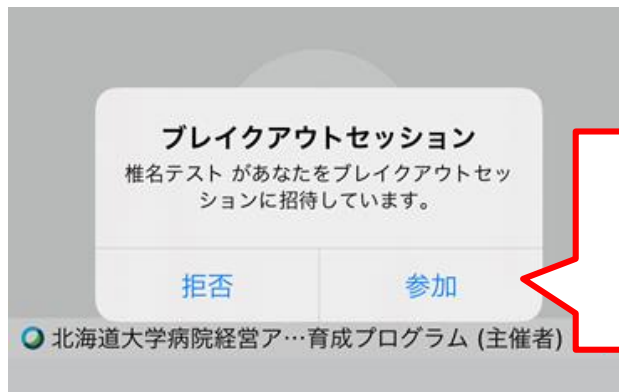 ブレイクアウトセッション
椎名テスト があなたをブレイクアウトセッ
ションに招待しています。
拒否
参加
北海道大学病院経営ア…育成プログラム (主催者)